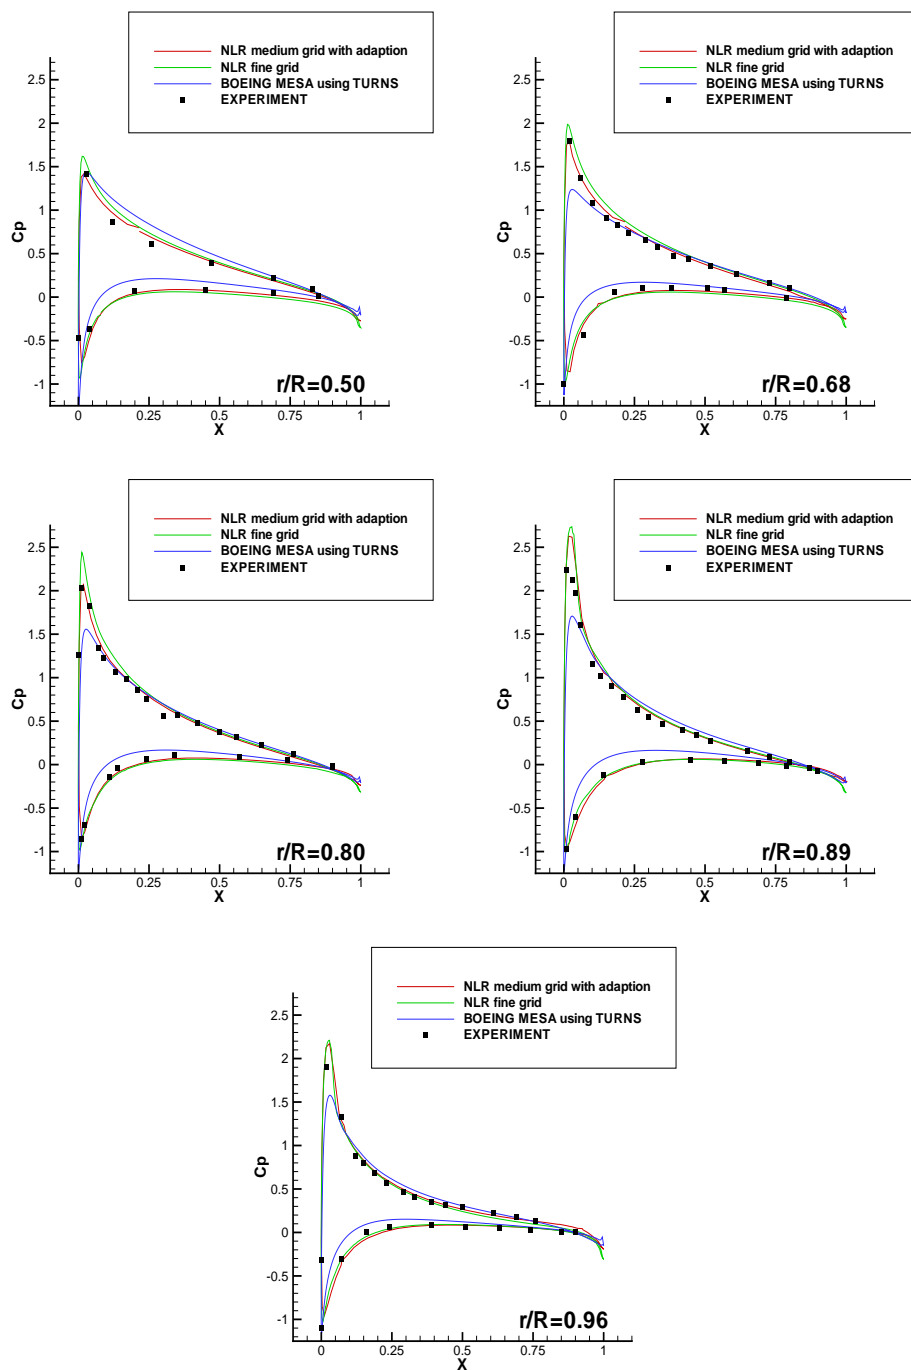 NLR medium grid with adaption
NLR fine grid
BOEING MESA using TURNS
EXPERIMENT
2.5
2
1.5
1
0.5
0
-0.5
-1
Cp
0 0.25 0.5 0.75 1
X
r/R=0.50
NLR medium grid with adaption
NLR fine grid
BOEING MESA using TURNS
EXPERIMENT
2.5
2
1.5
1
0.5
0
-0.5
-1
Cp
0 0.25 0.5 0.75 1
X
r/R=0.68
NLR medium grid with adaption
NLR fine grid
BOEING MESA using TURNS
EXPERIMENT
2.5
2
1.5
1
0.5
0
-0.5
-1
Cp
0 0.25 0.5 0.75 1
X
r/R=0.80
NLR medium grid with adaption
NLR fine grid
BOEING MESA using TURNS
EXPERIMENT
2.5
2
1.5
1
0.5
0
-0.5
-1
Cp
0 0.25 0.5 0.75 1
X
r/R=0.89
NLR medium grid with adaption
NLR fine grid
BOEING MESA using TURNS
EXPERIMENT
2.5
2
1.5
1
0.5
0
-0.5
-1
Cp
0 0.25 0.5 0.75 1
X
r/R=0.96